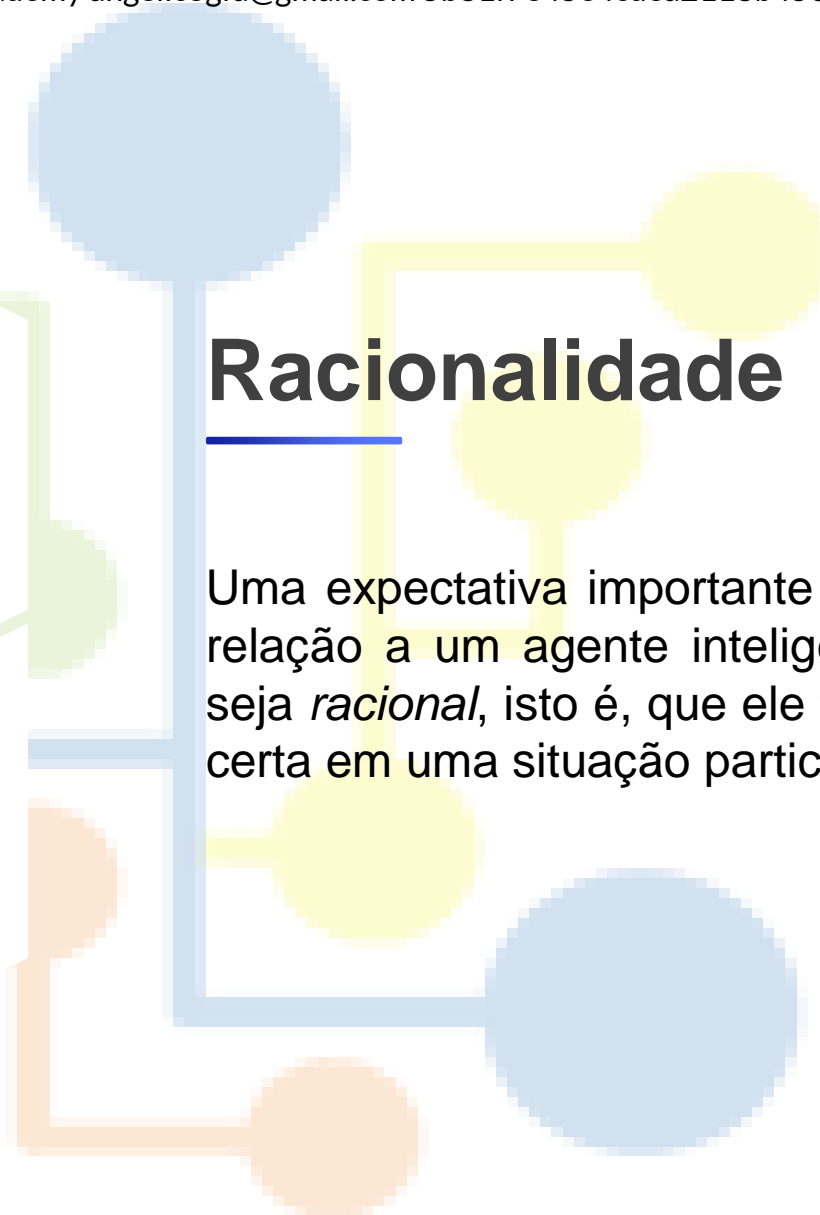 Racionalidade
Uma expectativa importante
relação a um agente
seja racional, isto é, que ele
certa em uma situação